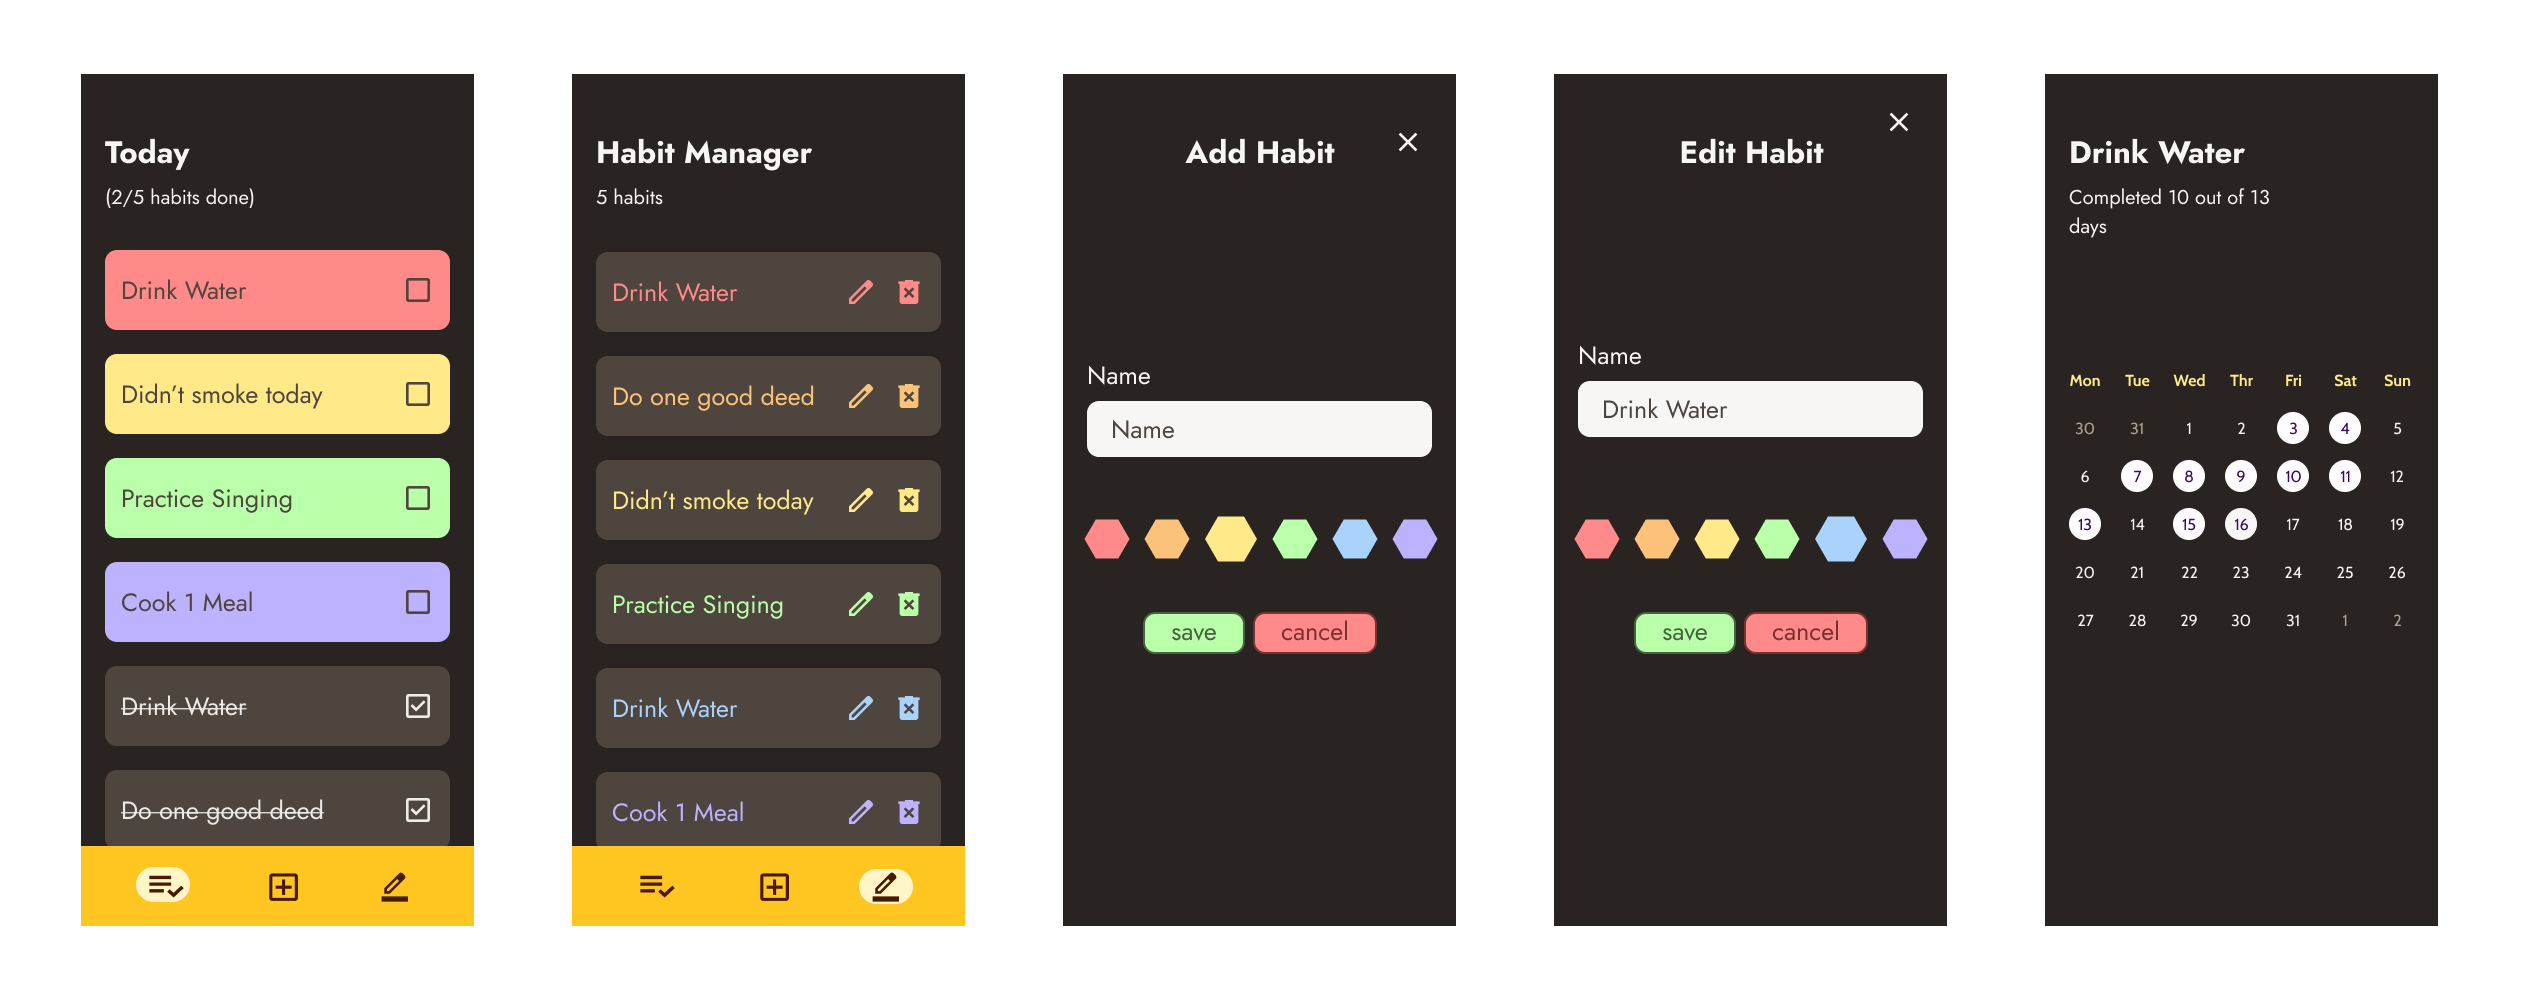 Today
(2/5 habits done)
Drink Water
Didn’t smoke today
Practice Singing
Cook 1 Meal
Drink Water
Do one good deed
Habit Manager
5 habits
Drink Water
Do one good deed
Didn’t smoke today
Practice Singing
Drink Water
Cook 1 Meal
Add Habit
Name
Name
save cancel
Edit Habit
Name
Drink Water
save cancel
Drink Water
Completed 10 out of 13
days
Mon Tue Wed Thr Fri Sat Sun
30 31 1 2 3 4 5
6 7 8 9 10 11 12
13 14 15 16 17 18 19
20 21 22 23 24 25 26
27 28 29 30 31 1 2